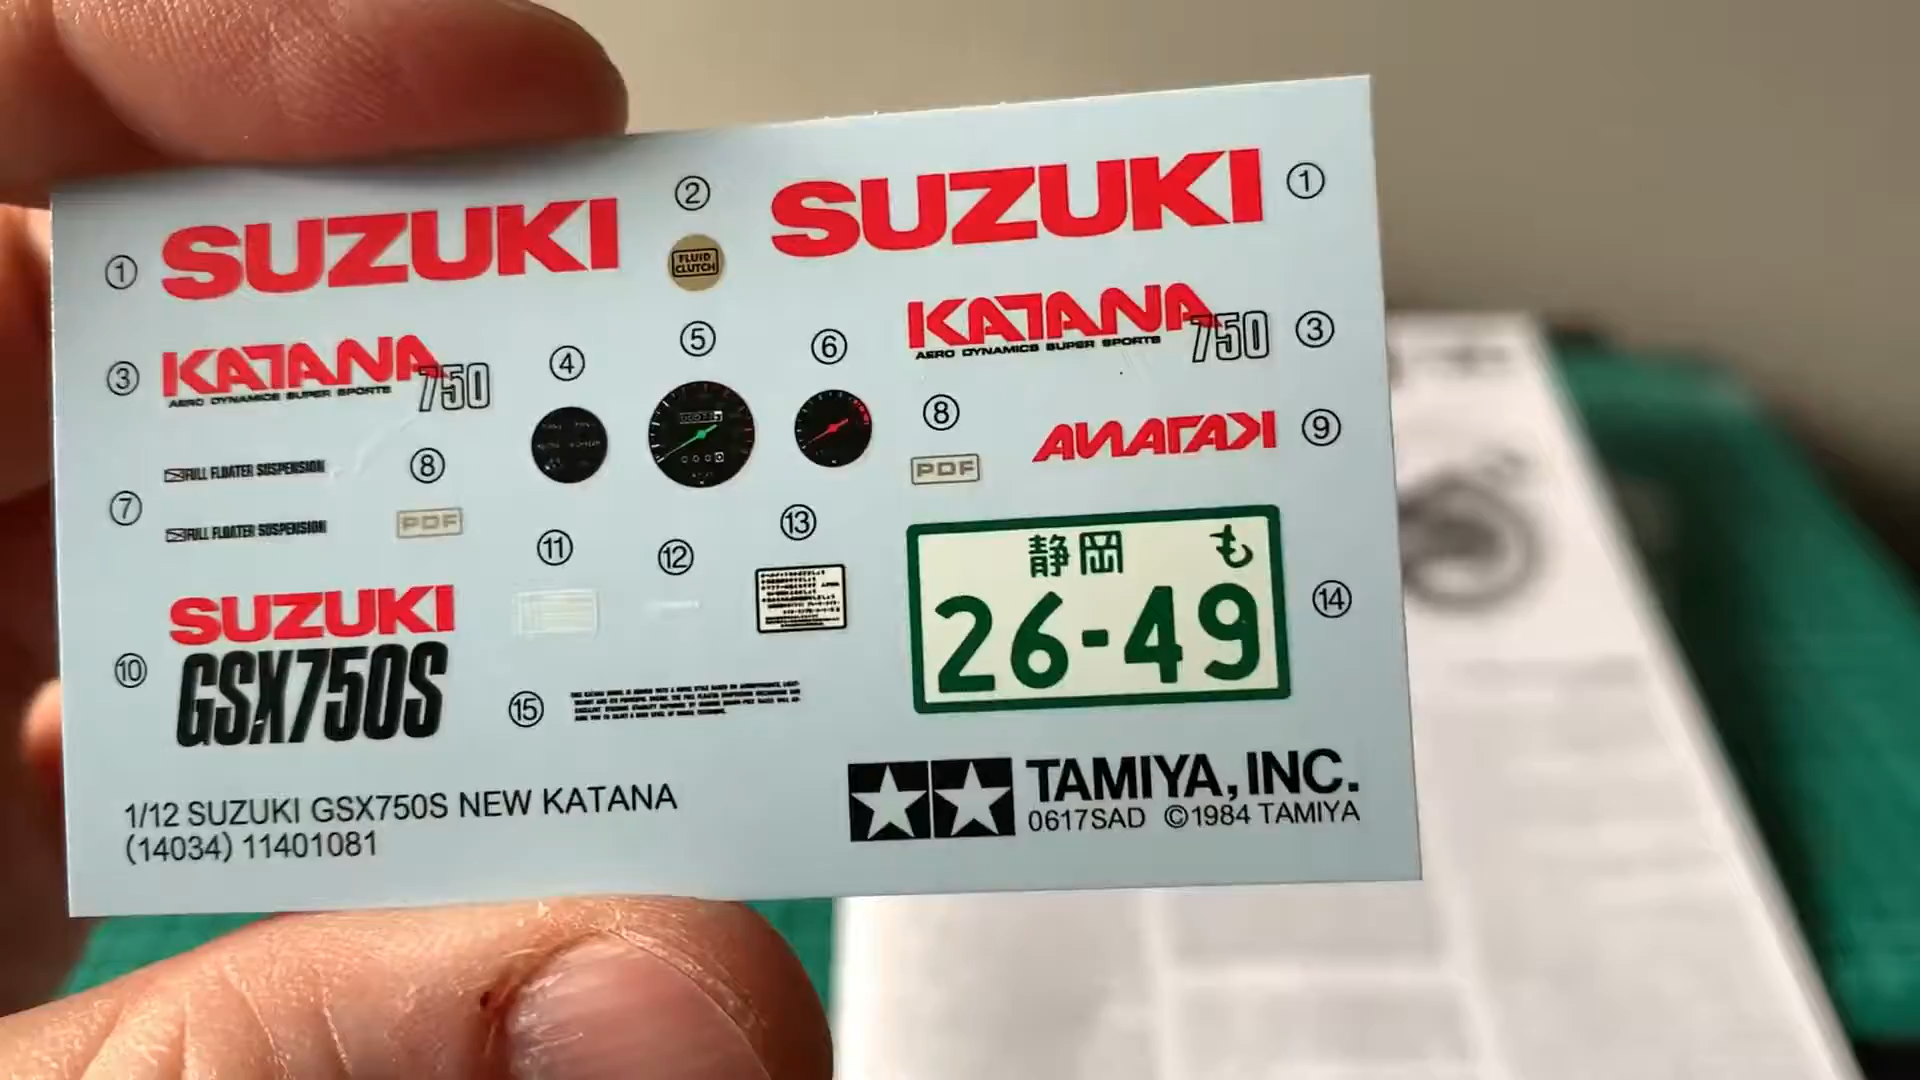 ① SUZUKI
②
FLUID
CLUTCH
SUZUKI ①
③ KATANA 750
AERO DYNAMICS SUPER SPORTS
④
⑤
⑥
KATANA 750 ③
AERO DYNAMICS SUPER SPORTS
⑦
FULL FLOATER SUSPENSION
FULL FLOATER SUSPENSION
⑧
PDF
⑧
PDF
KATANA ⑨
⑩
SUZUKI
GSX750S
⑪
⑫
⑬
静岡 も
26-49
⑭
⑮
1/12 SUZUKI GSX750S NEW KATANA
(14034) 11401081
TAMIYA, INC.
0617SAD ©1984 TAMIYA